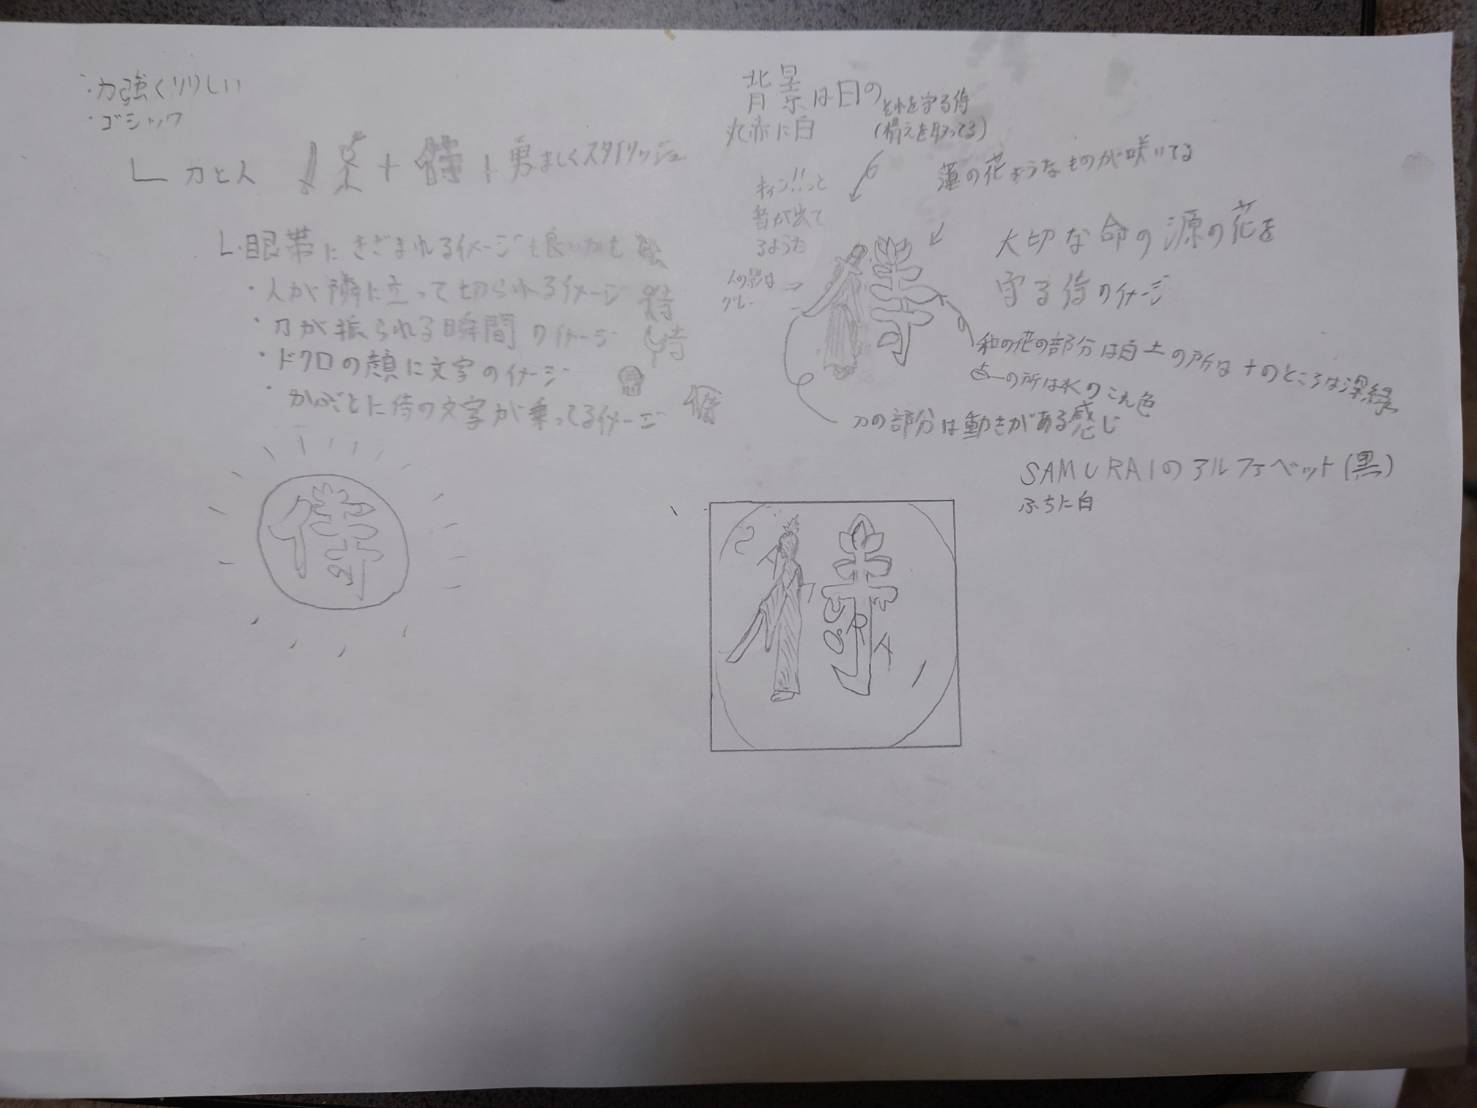 ・力強くりりしい
・ゴシック
刀と人 + 侍 + 勇ましくスタイリッシュ
・眼帯にきざまれるイメージも良いかも
・人が隣に立って切られるイメージ 侍
・刀が振られる瞬間のイメージ 侍
・ドクロの顔に文字のイメージ
・かぶとに侍の文字が乗ってるイメージ
侍
背景は日の
丸赤に白
それを守る侍
(構えを取ってる)
蓮の花ようなものが咲いてる
キィン!!と
音が出て
るような
人の影は
グレー
侍
大切な命の源の花を
守る侍のイメージ
和の花の部分は白 土の所は十のところは深緑
の所は水のこん色
刀の部分は動きがある感じ
SAMURAIのアルファベット(黒)
ふちに白
侍
R
A